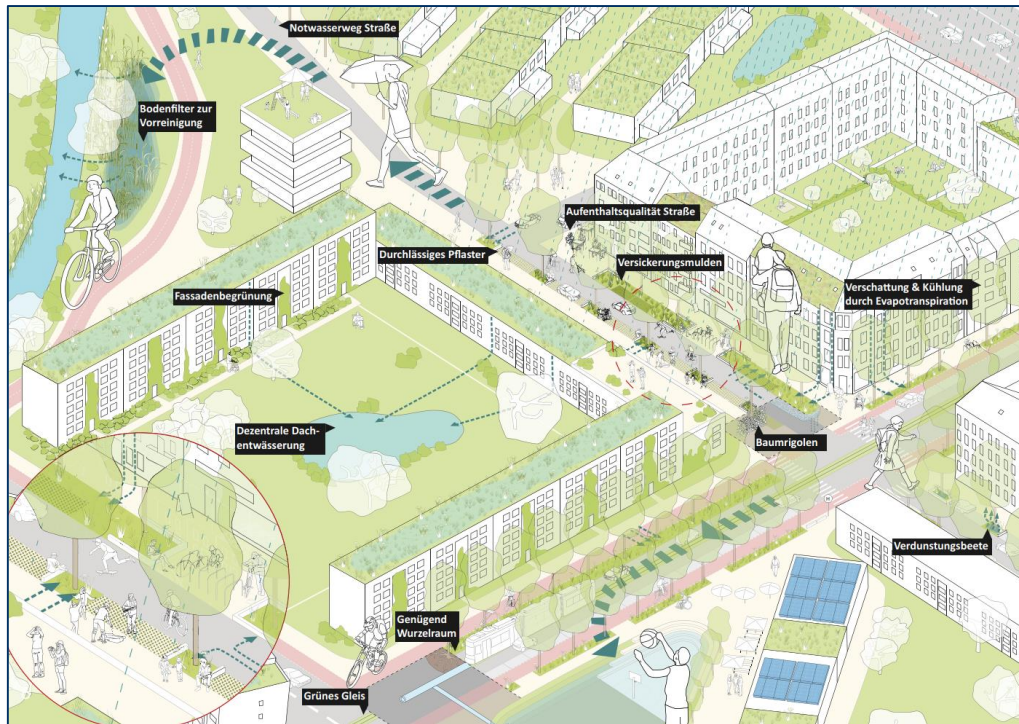 Notwasserweg Straße
Bodenfilter zur
Vorreinigung
Aufenthaltsqualität Straße
Durchlässiges Pflaster
Versickerungsmulden
Fassadenbegrünung
Verschattung & Kühlung
durch Evapotranspiration
Dezentrale Dach-
entwässerung
Baumrigolen
Verdunstungsbeete
Genügend
Wurzelraum
Grünes Gleis
H